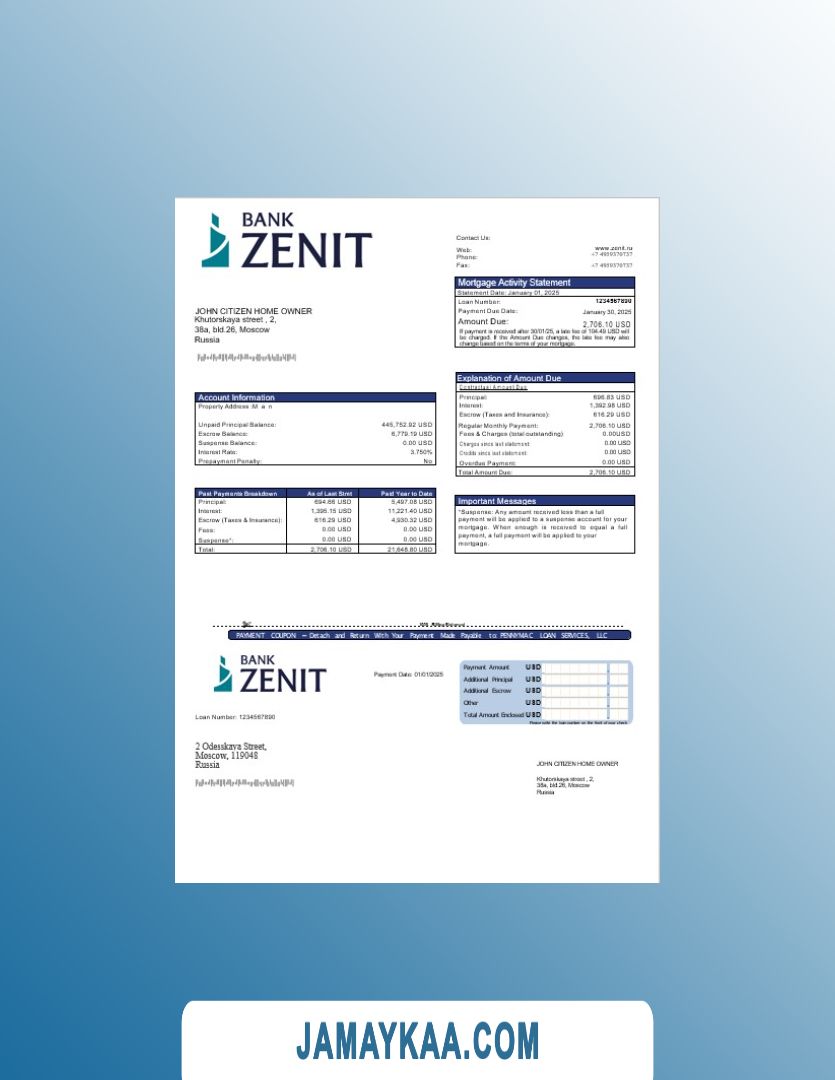 BANK
ZENIT
Contact Us:
Web: www.zenit.ru
Phone: +7 4959370737
Fax: +7 4959370737
Mortgage Activity Statement
Statement Date: January 01, 2025
Loan Number: 1234567890
Payment Due Date: January 30, 2025
Amount Due: 2,706.10 USD
If payment is received after 30/01/25, a late fee of 104.49 USD will
be charged. If the Amount Due changes, the late fee may also
change based on the terms of your mortgage.
JOHN CITIZEN HOME OWNER
Khutorskaya street , 2,
38a, bld.26, Moscow
Russia
Explanation of Amount Due
Contractual Amount Due
Principal: 696.83 USD
Interest: 1,392.98 USD
Escrow (Taxes and Insurance): 616.29 USD
Regular Monthly Payment: 2,706.10 USD
Fees & Charges (total outstanding) 0.00USD
Charges since last statement: 0.00 USD
Credits since last statement: 0.00 USD
Overdue Payment: 0.00 USD
Total Amount Due: 2,706.10 USD
Account Information
Property Address :M a n
Unpaid Principal Balance: 445,752.92 USD
Escrow Balance: 6,779.19 USD
Suspense Balance: 0.00 USD
Interest Rate: 3.750%
Prepayment Penalty: No
Past Payments Breakdown As of Last Stmt Paid Year to Date
Principal: 694.66 USD 5,497.08 USD
Interest: 1,395.15 USD 11,221.40 USD
Escrow (Taxes & Insurance): 616.29 USD 4,930.32 USD
Fees: 0.00 USD 0.00 USD
Suspense*: 0.00 USD 0.00 USD
Total: 2,706.10 USD 21,648.80 USD
Important Messages
*Suspense: Any amount received less than a full
payment will be applied to a suspense account for your
mortgage. When enough is received to equal a full
payment, a full payment will be applied to your
mortgage.
PAYMENT COUPON – Detach and Return With Your Payment Made Payable to: PENNYMAC LOAN SERVICES, LLC
BANK
ZENIT
Payment Date: 01/01/2025
Payment Amount USD
Additional Principal USD
Additional Escrow USD
Other USD
Total Amount Enclosed USD
Please write the loan number on the front of your check.
Loan Number: 1234567890
2 Odesskaya Street,
Moscow, 119048
Russia
JOHN CITIZEN HOME OWNER
Khutorskaya street , 2,
38a, bld.26, Moscow
Russia
JAMAYKAA.COM